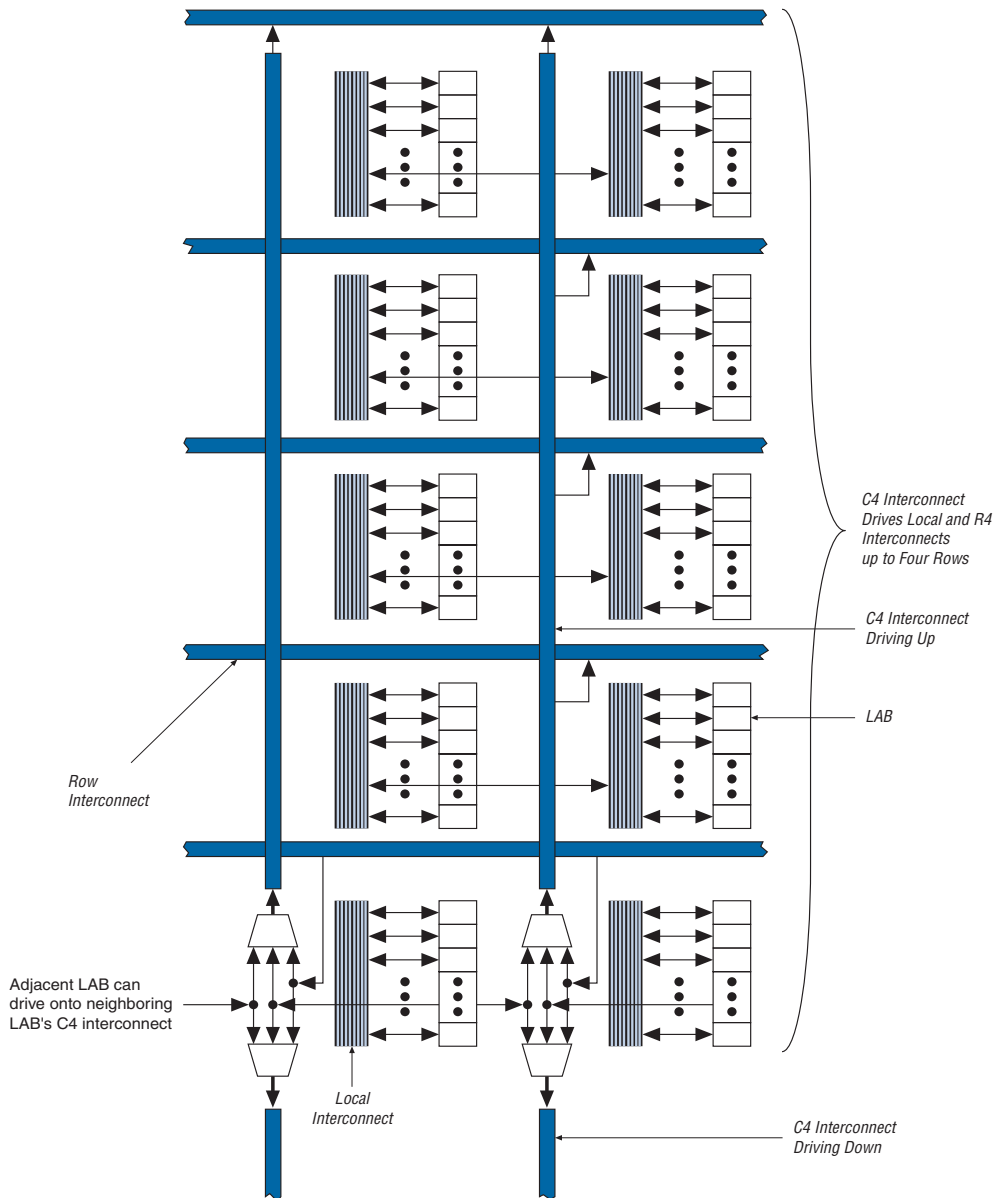 C4 Interconnect
Drives Local and R4
Interconnects
up to Four Rows
C4 Interconnect
Driving Up
LAB
Row
Interconnect
Adjacent LAB can
drive onto neighboring
LAB's C4 interconnect
Local
Interconnect
C4 Interconnect
Driving Down